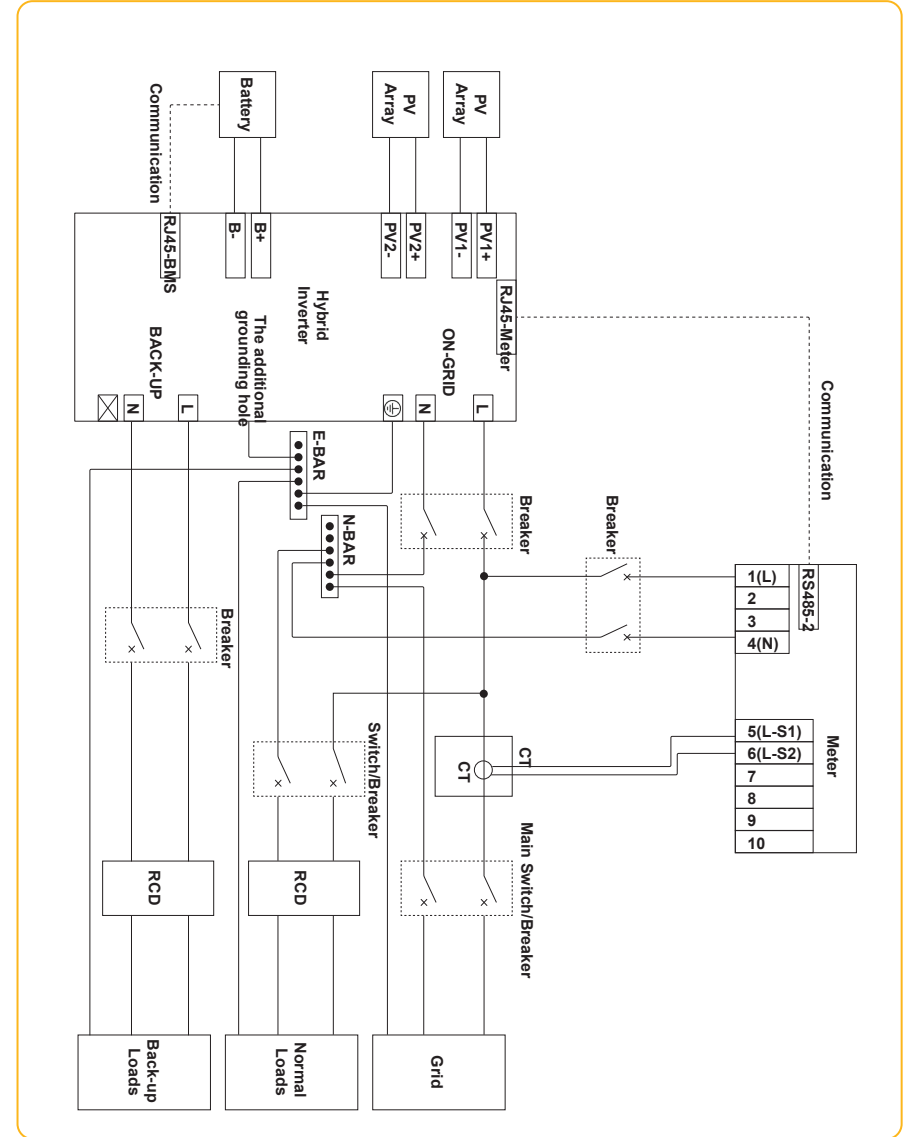 Battery
PV
Array
PV
Array
Communication
RJ45-BMS
B-
B+
PV2-
PV2+
PV1-
PV1+
RJ45-Meter
Hybrid
Inverter
BACK-UP
The additional
grounding hole
ON-GRID
N
L
N
L
Communication
E-BAR
N-BAR
Breaker
Breaker
RS485-2
1(L)
2
3
4(N)
Meter
5(L-S1)
6(L-S2)
7
8
9
10
Breaker
Switch/Breaker
CT
CT
Main Switch/Breaker
RCD
RCD
Back-up
Loads
Normal
Loads
Grid